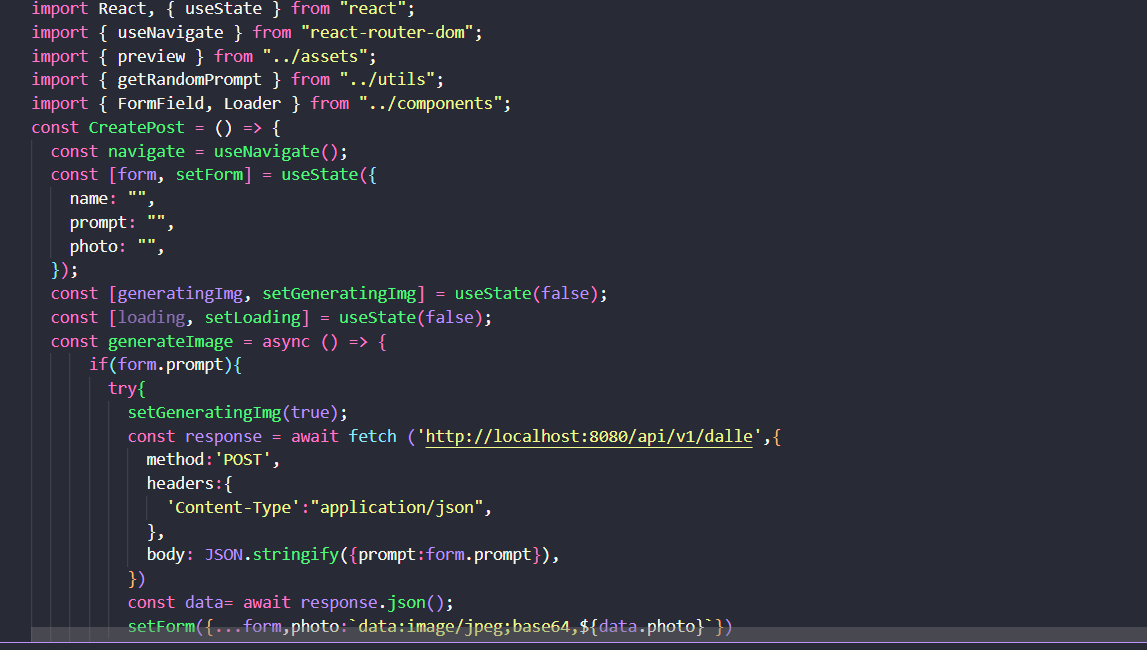 import React, { useState } from "react";
import { useNavigate } from "react-router-dom";
import { preview } from "../assets";
import { getRandomPrompt } from "../utils";
import { FormField, Loader } from "../components";
const CreatePost = () => {
const navigate = useNavigate();
const [form, setForm] = useState({
name: "",
prompt: "",
photo: "",
});
const [generatingImg, setGeneratingImg] = useState(false);
const [loading, setLoading] = useState(false);
const generateImage = async () => {
if(form.prompt){
try{
setGeneratingImg(true);
const response = await fetch ('http://localhost:8080/api/v1/dalle',{
method:'POST',
headers:{
'Content-Type':"application/json",
},
body: JSON.stringify({prompt:form.prompt}),
})
const data= await response.json();
setForm({...form,photo:`data:image/jpeg;base64,${data.photo}`})